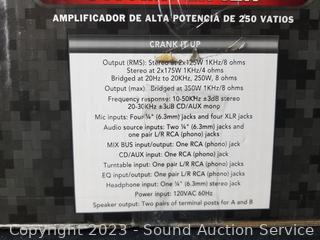 AMPLIFICADOR DE ALTA POTENCIA DE 250 VATIOS
CRANK IT UP
Output (RMS): Stereo at 2x125W 1KHz/8 ohms
Stereo at 2x175W 1KHz/4 ohms
Bridged at 20Hz to 20KHz, 250W, 8 ohms
Output (max): Bridged at 350W 1KHz/8 ohms
Frequency response: 10-50KHz ±3dB stereo
20-30KHz ±3dB CD/AUX mono
Mic inputs: Four ¼" (6.3mm) jacks and four XLR jacks
Audio source inputs: Two ¼" (6.3mm) jacks and
one pair L/R RCA (phono) jacks
MIX BUS input/output: One RCA (phono) jack
CD/AUX input: One pair L/R RCA (phono) jacks
Turntable input: One pair L/R RCA (phono) jacks
EQ input/output: One pair L/R RCA (phono) jacks
Headphone input: One ¼" (6.3mm) stereo jack
Power input: 120VAC 60Hz
Speaker output: Two pairs of terminal posts for A and B
Copyright 2023 - Sound Auction Service